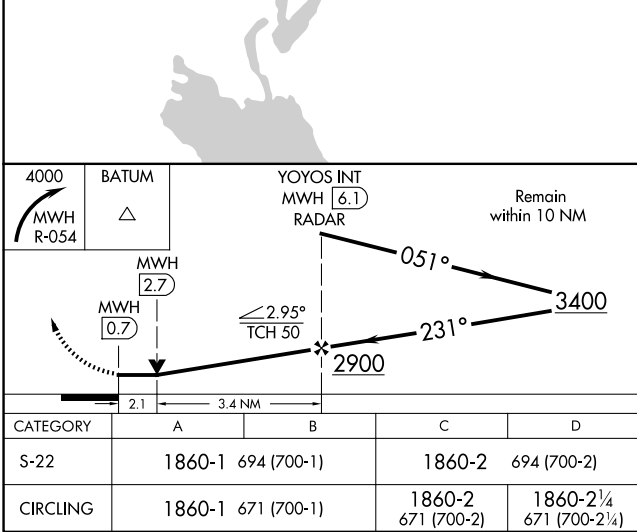 4000
MWH
R-054
BATUM
YOYOS INT
MWH 6.1
RADAR
Remain
within 10 NM
051°
3400
231°
2900
2.95°
TCH 50
MWH
2.7
MWH
0.7
2.1
3.4 NM
CATEGORY A B C D
S-22 1860-1 694 (700-1) 1860-2 694 (700-2)
CIRCLING 1860-1 671 (700-1) 1860-2 671 (700-2) 1860-2¼ 671 (700-2¼)